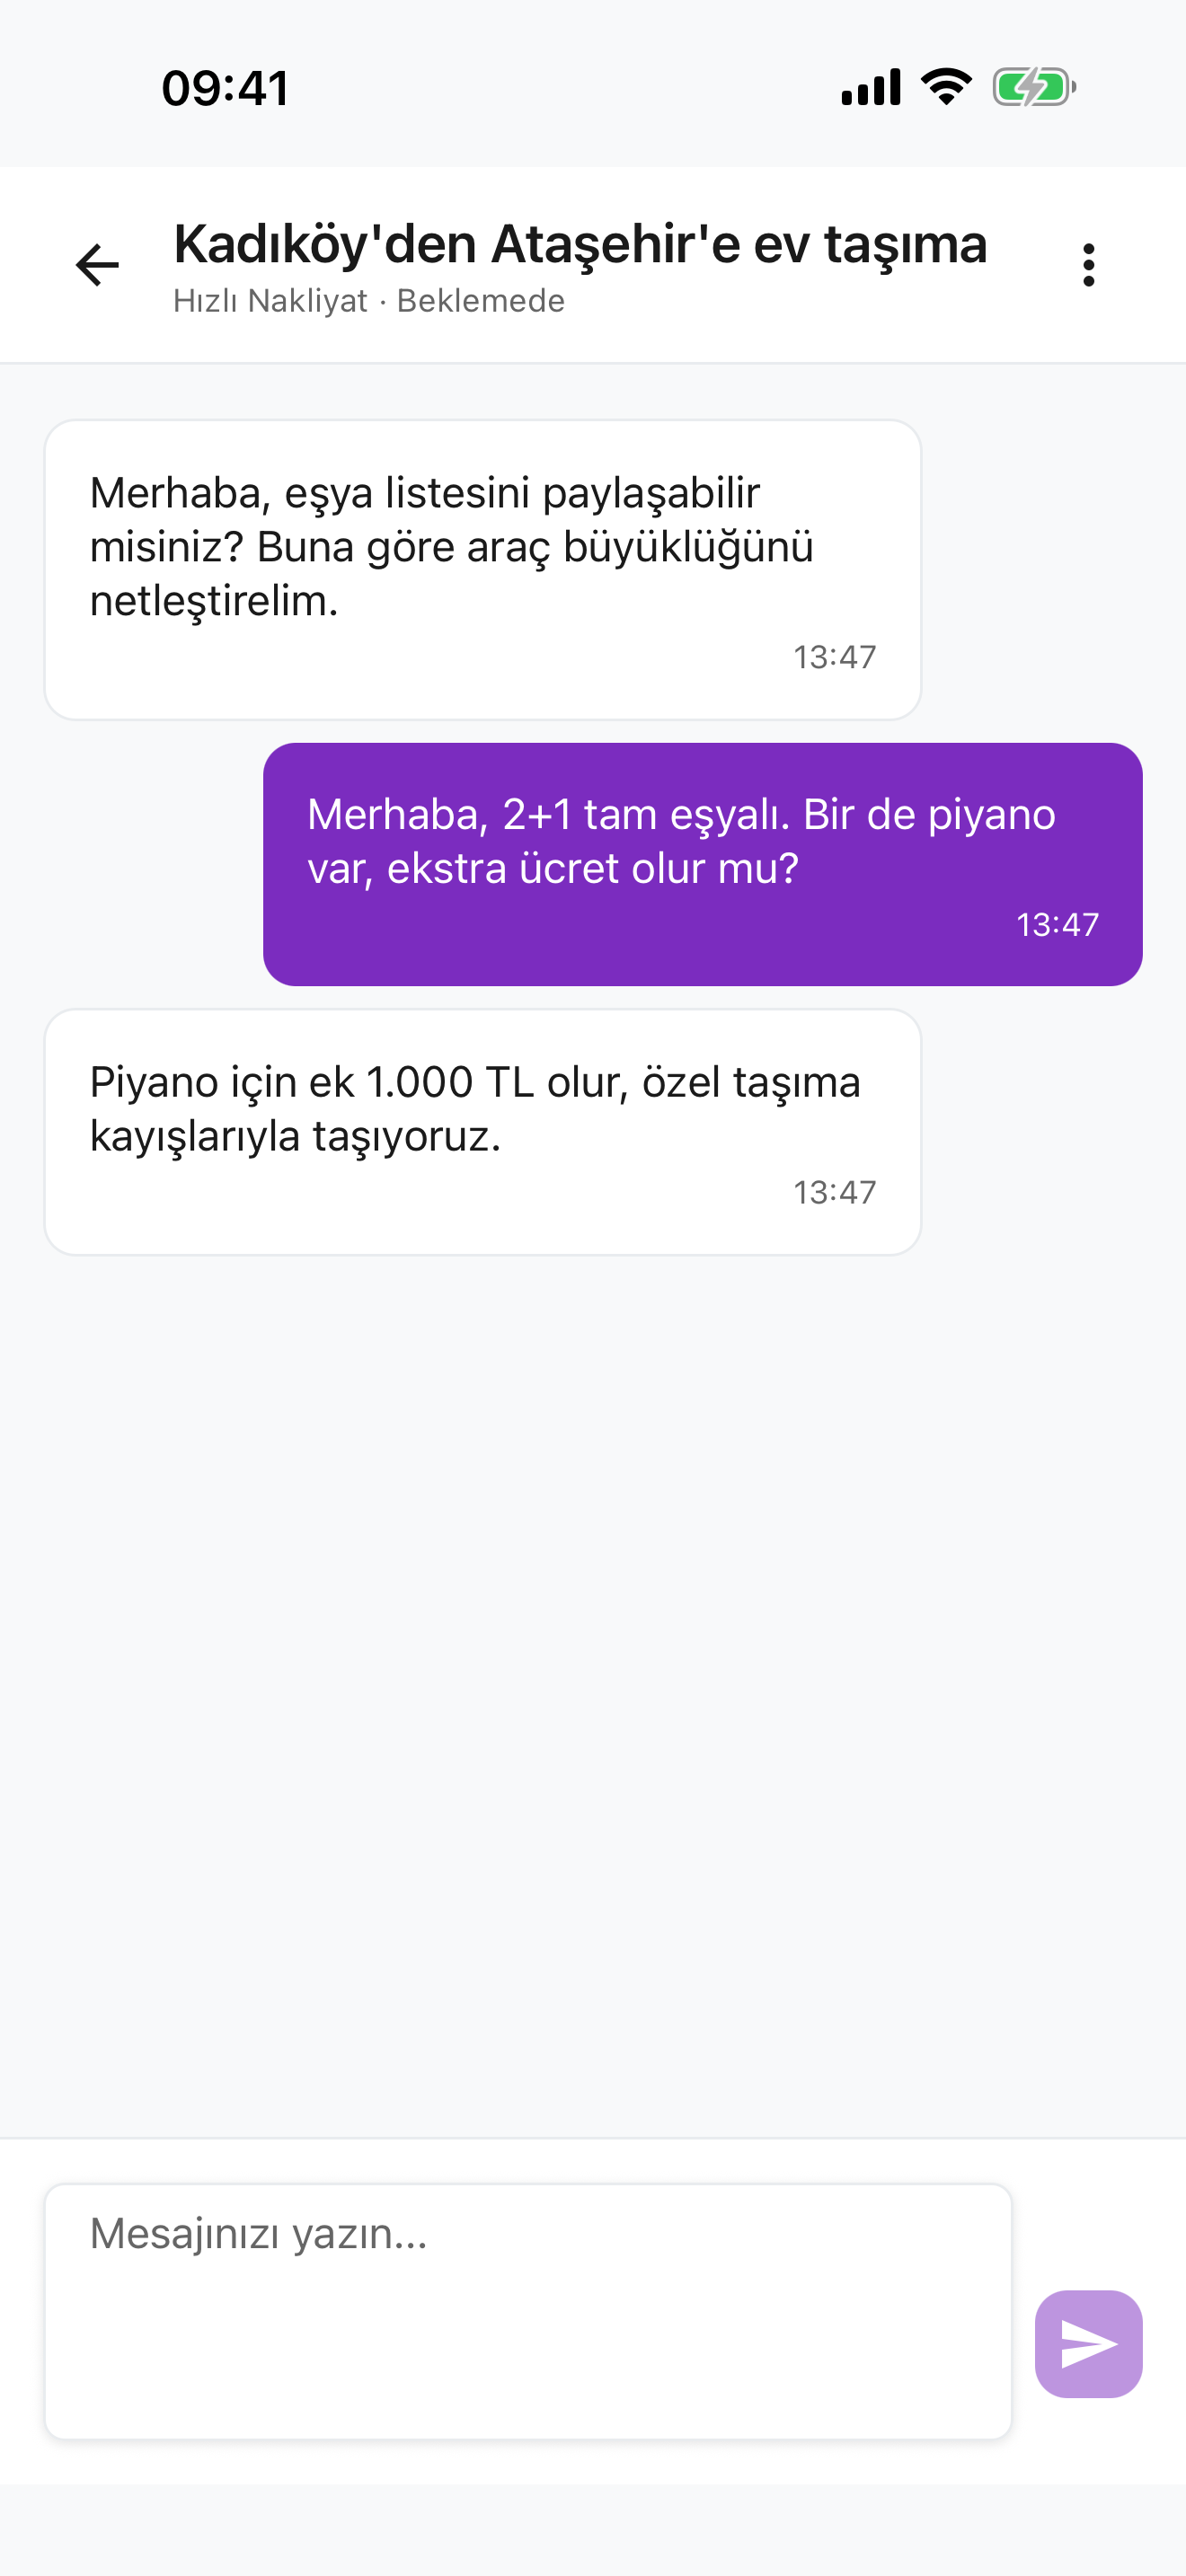 09:41
Kadıköy'den Ataşehir'e ev taşıma
Hızlı Nakliyat · Beklemede
Merhaba, eşya listesini paylaşabilir
misiniz? Buna göre araç büyüklüğünü
netleştirelim.
13:47
Merhaba, 2+1 tam eşyalı. Bir de piyano
var, ekstra ücret olur mu?
13:47
Piyano için ek 1.000 TL olur, özel taşıma
kayışlarıyla taşıyoruz.
13:47
Mesajınızı yazın...